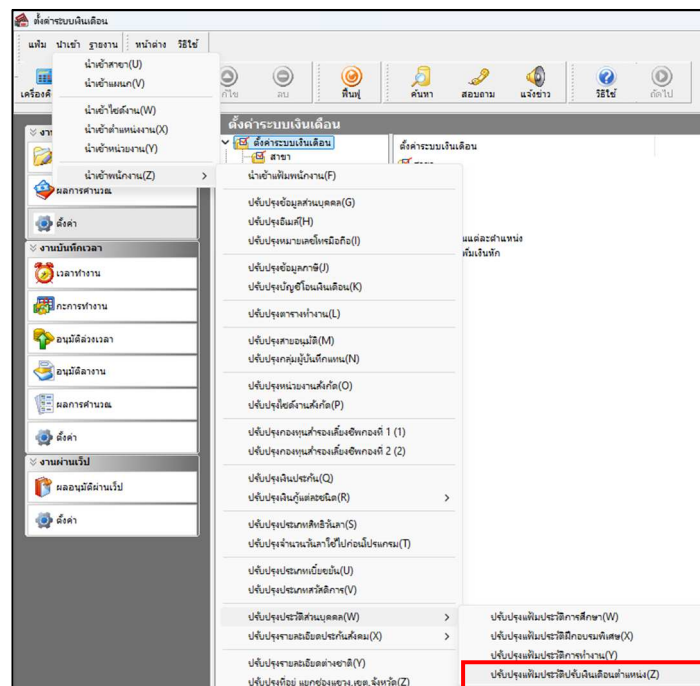 ตั้งค่าระบบเงินเดือน
แฟ้ม นำเข้า รายงาน หน้าต่าง วิธีใช้
นำเข้าสาขา(U)
นำเข้าแผนก(V)
นำเข้าไซต์งาน(W)
นำเข้าตำแหน่งงาน(X)
นำเข้าหน่วยงาน(Y)
นำเข้าพนักงาน(Z)
ลบ ฟื้นฟู ค้นหา สอบถาม แจ้งข่าว วิธีใช้ ถัดไป
ตั้งค่าระบบเงินเดือน
ตั้งค่าระบบเงินเดือน
สาขา
ตั้งค่าระบบเงินเดือน
ผลการคำนวณ
ตั้งค่า
งานบันทึกเวลา
เวลาทำงาน
กะการทำงาน
อนุมัติล่วงเวลา
อนุมัติลางาน
ผลการคำนวณ
ตั้งค่า
งานผ่านเว็ป
ผลอนุมัติผ่านเว็ป
ตั้งค่า
นำเข้าแฟ้มพนักงาน(F)
ปรับปรุงข้อมูลส่วนบุคคล(G)
ปรับปรุงอีเมล์(H)
ปรับปรุงหมายเลขโทรมือถือ(I)
ปรับปรุงข้อมูลภาษี(J)
ปรับปรุงบัญชีโอนเงินเดือน(K)
ปรับปรุงตารางทำงาน(L)
ปรับปรุงสายอนุมัติ(M)
ปรับปรุงกลุ่มผู้บันทึกแทน(N)
ปรับปรุงหน่วยงานสังกัด(O)
ปรับปรุงไซต์งานสังกัด(P)
ปรับปรุงกองทุนสำรองเลี้ยงชีพกองที่ 1 (1)
ปรับปรุงกองทุนสำรองเลี้ยงชีพกองที่ 2 (2)
ปรับปรุงเงินประกัน(Q)
ปรับปรุงเงินกู้แต่ละชนิด(R)
ปรับปรุงประเภทสิทธิวันลา(S)
ปรับปรุงจำนวนวันลาใช้ไปก่อนโปรแกรม(T)
ปรับปรุงประเภทเบี้ยขยัน(U)
ปรับปรุงประเภทสวัสดิการ(V)
ปรับปรุงประวัติส่วนบุคคล(W)
ปรับปรุงรายละเอียดประกันสังคม(X)
ปรับปรุงรายละเอียดต่างชาติ(Y)
ปรับปรุงที่อยู่ แยกช่องแขวง,เขต,จังหวัด(Z)
ปรับปรุงแฟ้มประวัติการศึกษา(W)
ปรับปรุงแฟ้มประวัติฝึกอบรมพิเศษ(X)
ปรับปรุงแฟ้มประวัติการทำงาน(Y)
ปรับปรุงแฟ้มประวัติปรับเงินเดือนตำแหน่ง(Z)